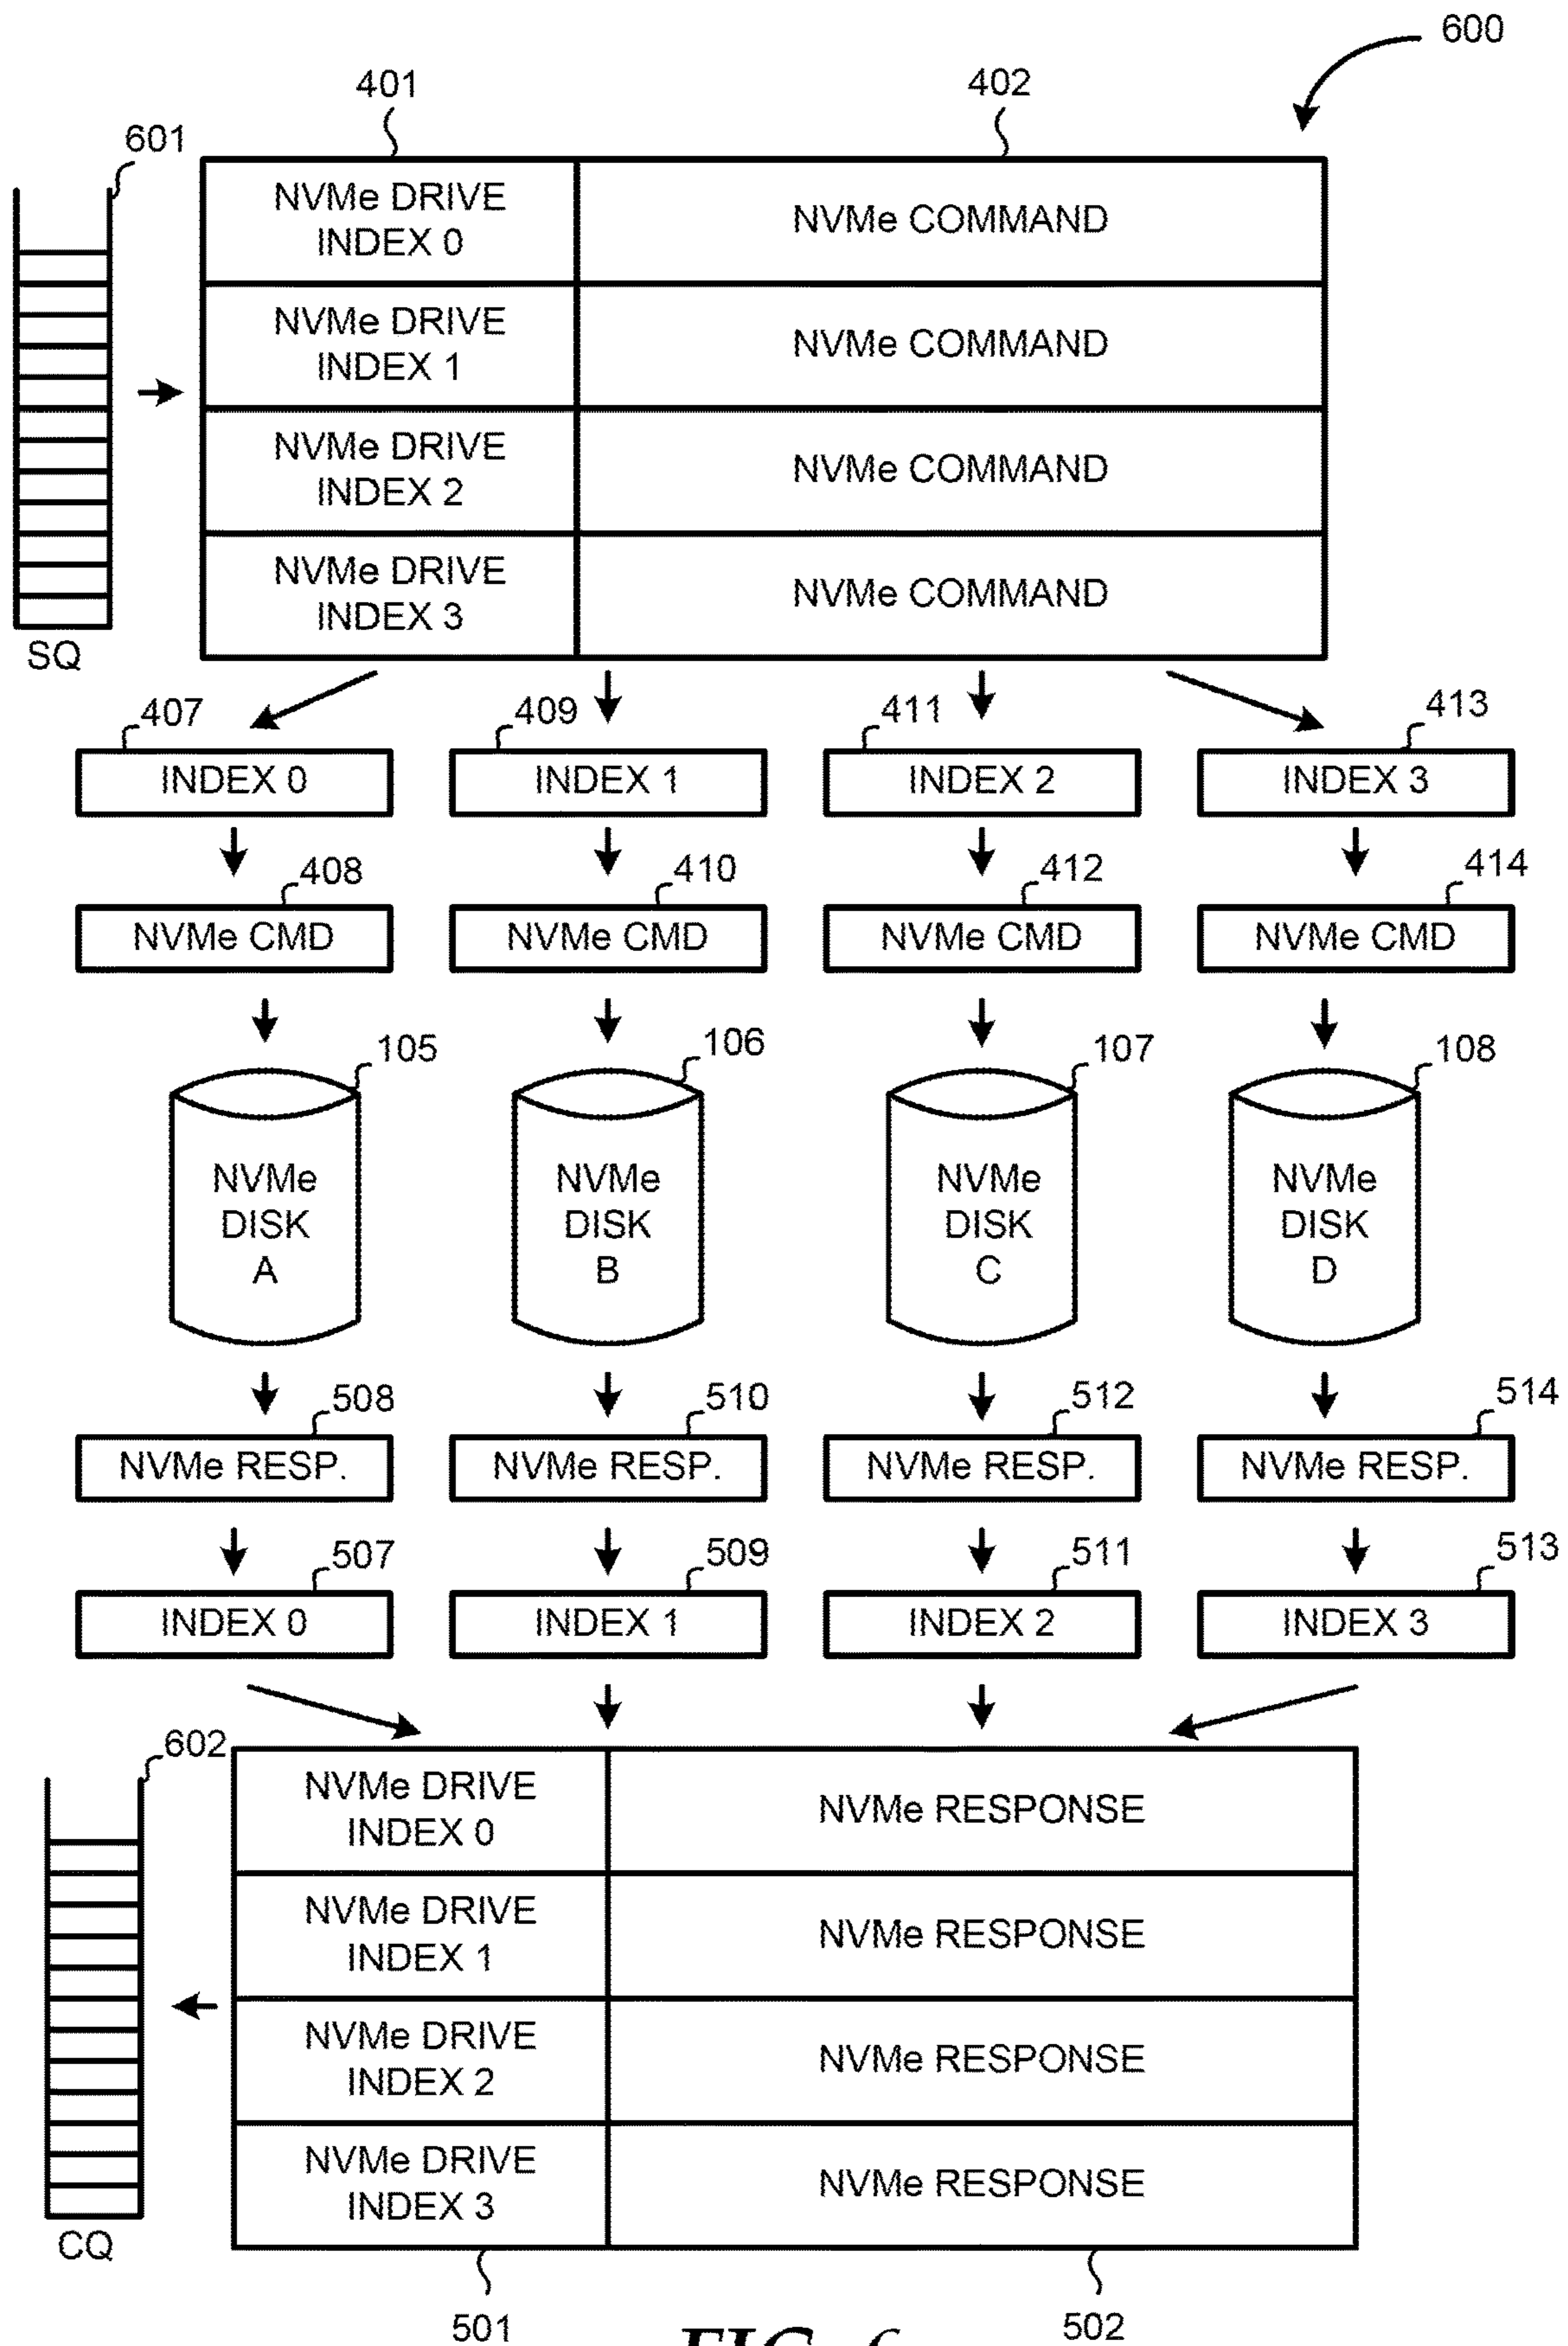 600
401
402
601
NVMe DRIVE
INDEX 0
NVMe COMMAND
NVMe DRIVE
INDEX 1
NVMe COMMAND
NVMe DRIVE
INDEX 2
NVMe COMMAND
NVMe DRIVE
INDEX 3
NVMe COMMAND
SQ
407
409
411
413
INDEX 0
INDEX 1
INDEX 2
INDEX 3
408
410
412
414
NVMe CMD
NVMe CMD
NVMe CMD
NVMe CMD
105
106
107
108
NVMe
DISK
A
NVMe
DISK
B
NVMe
DISK
C
NVMe
DISK
D
508
510
512
514
NVMe RESP.
NVMe RESP.
NVMe RESP.
NVMe RESP.
507
509
511
513
INDEX 0
INDEX 1
INDEX 2
INDEX 3
602
NVMe DRIVE
INDEX 0
NVMe RESPONSE
NVMe DRIVE
INDEX 1
NVMe RESPONSE
NVMe DRIVE
INDEX 2
NVMe RESPONSE
NVMe DRIVE
INDEX 3
NVMe RESPONSE
CQ
501
502
FIG. 6